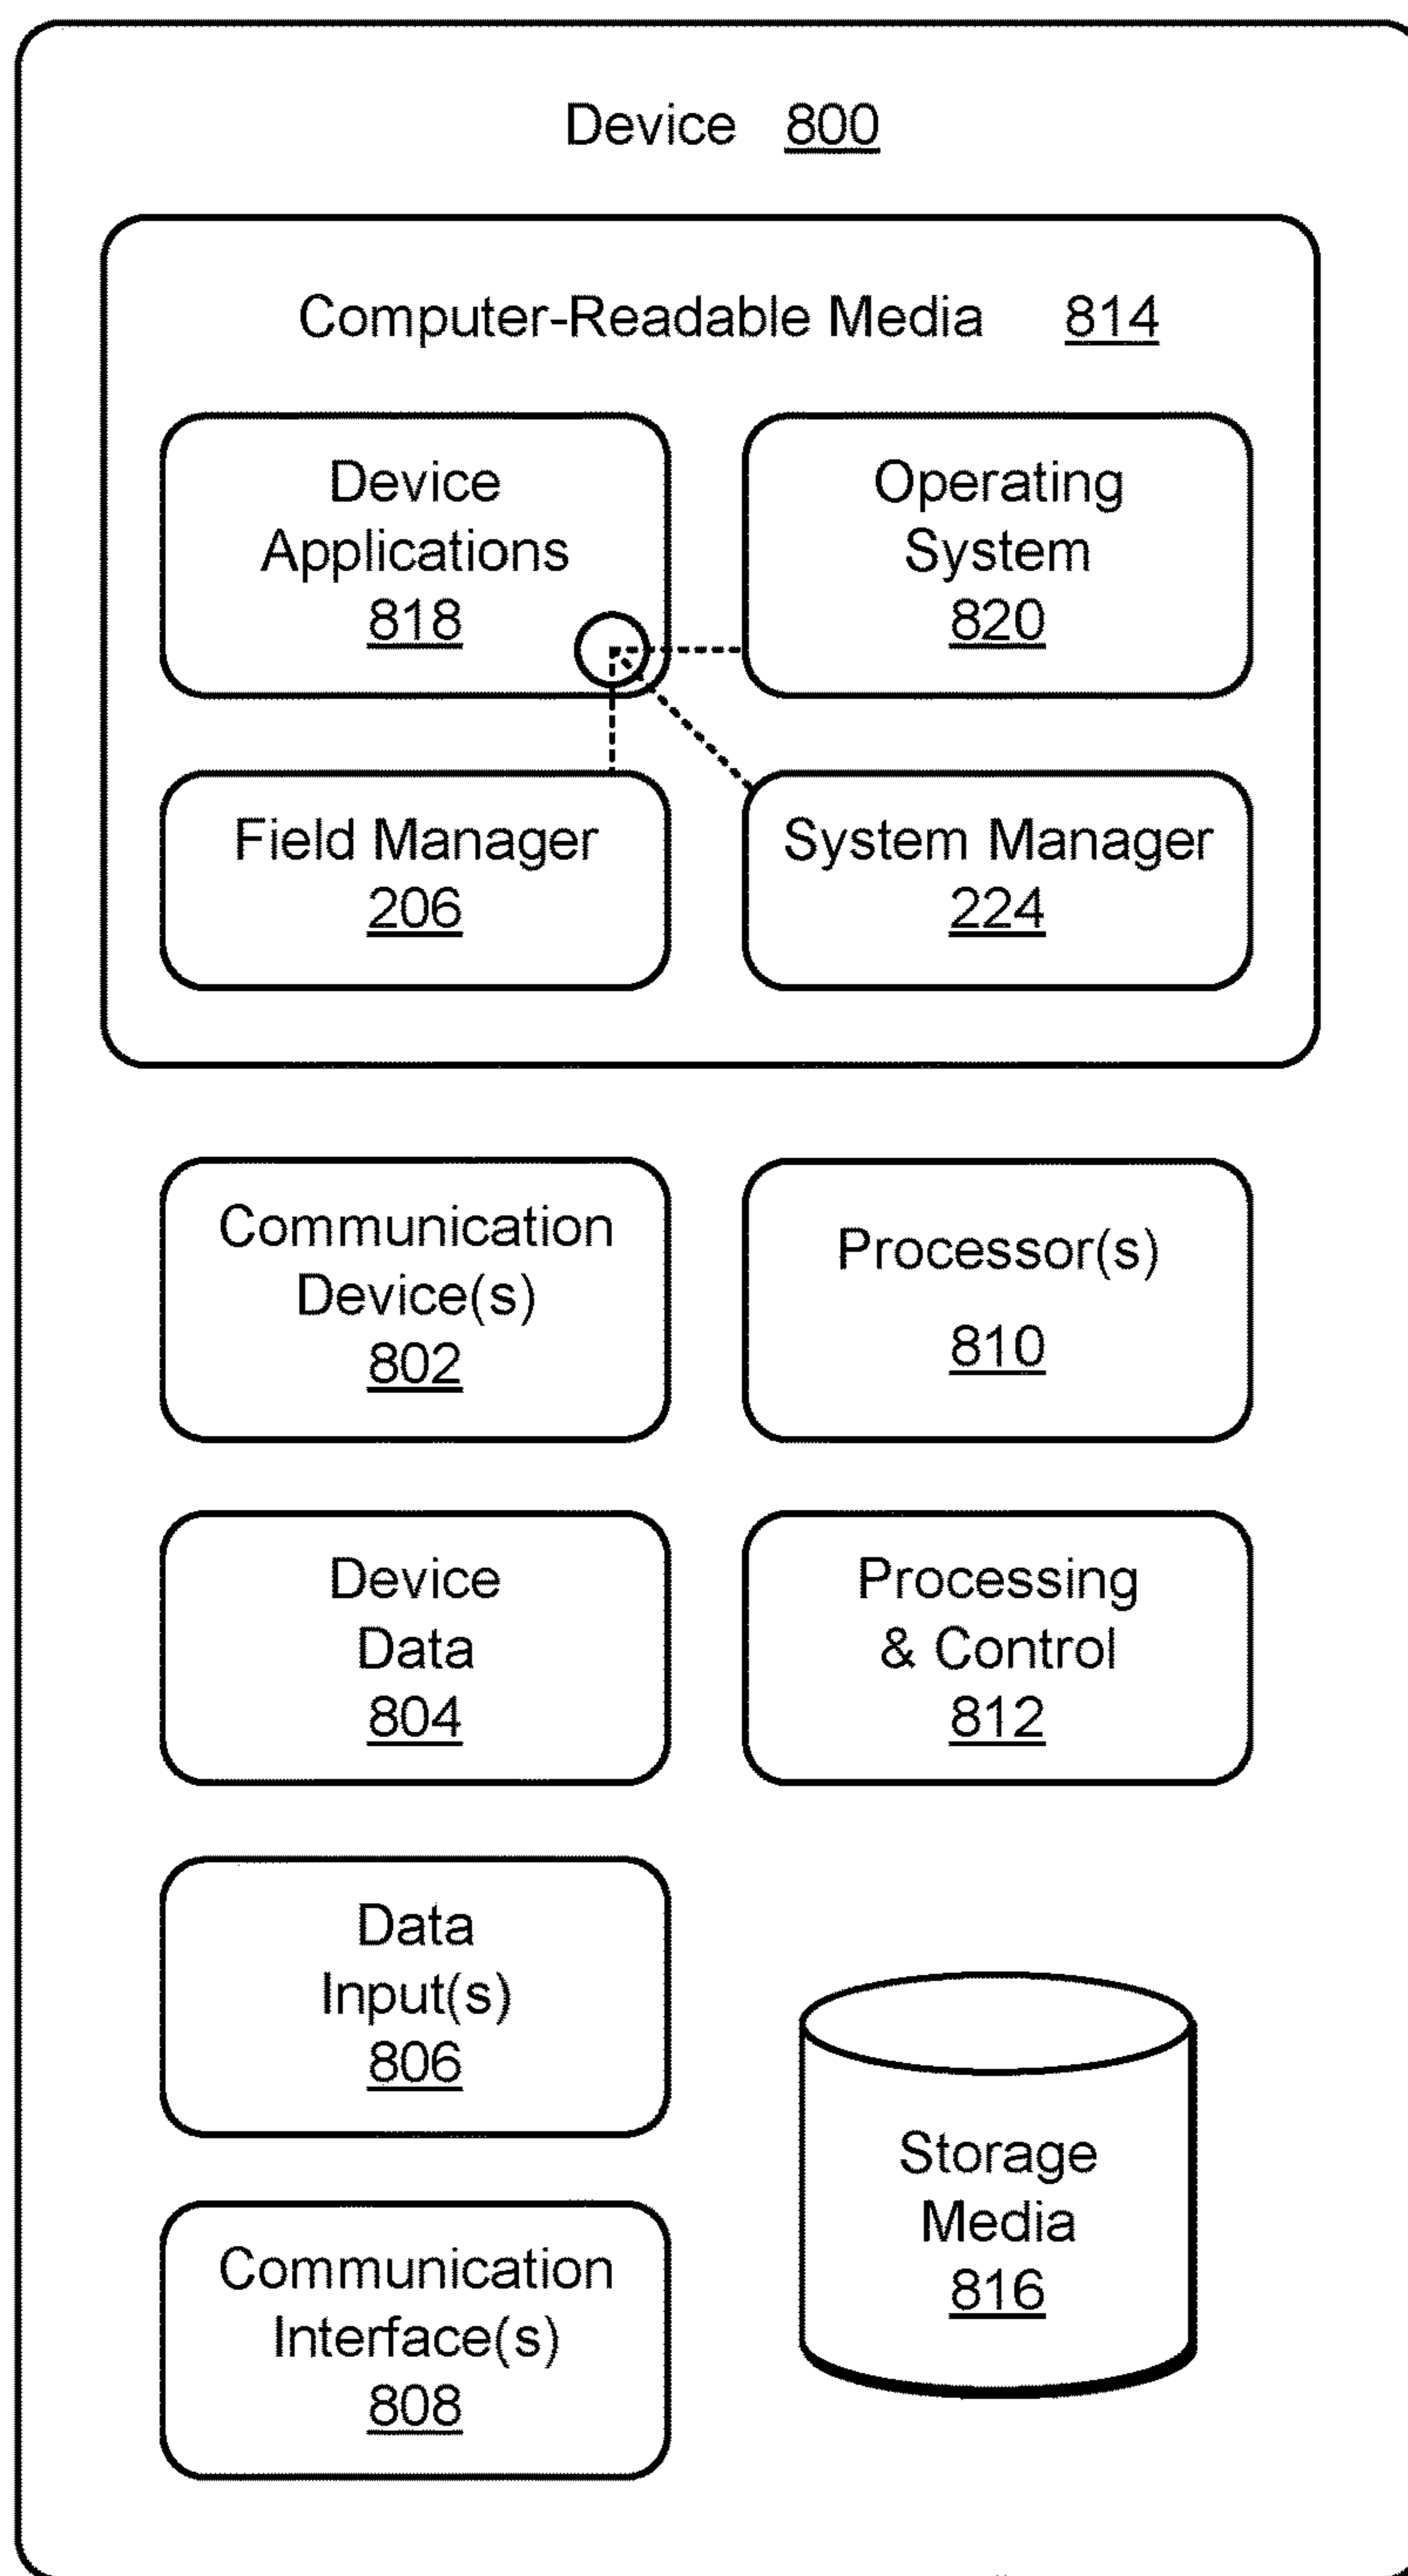 Device 800
Computer-Readable Media 814
Device
Applications
818
Operating
System
820
Field Manager
206
System Manager
224
Communication
Device(s)
802
Processor(s)
810
Device
Data
804
Processing
& Control
812
Data
Input(s)
806
Storage
Media
816
Communication
Interface(s)
808